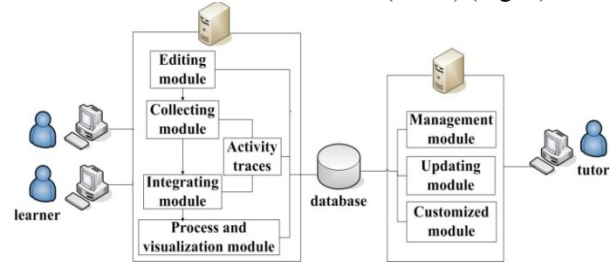 Editing
module
Collecting
module
Activity
traces
Integrating
module
Process and
visualization module
learner
database
Management
module
Updating
module
Customized
module
tutor